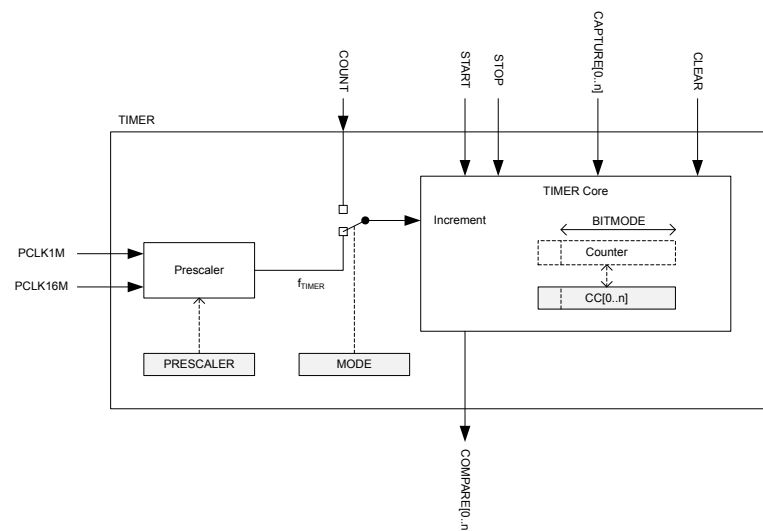 COUNT
START
STOP
CAPTURE[0..n]
CLEAR
TIMER
TIMER Core
Increment
BITMODE
Counter
CC[0..n]
PCLK1M
PCLK16M
Prescaler
fTIMER
PRESCALER
MODE
COMPARE[0..n